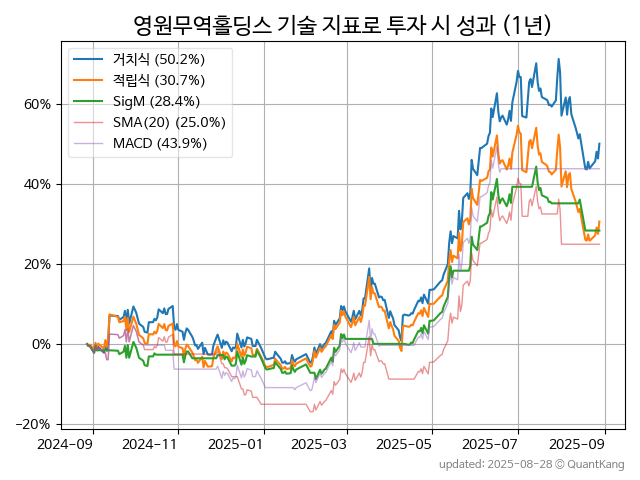 영원무역홀딩스 기술 지표로 투자 시 성과 (1년)
거치식 (50.2%)
적립식 (30.7%)
SigM (28.4%)
SMA(20) (25.0%)
MACD (43.9%)
60%
40%
20%
0%
−20%
2024-09 2024-11 2025-01 2025-03 2025-05 2025-07 2025-09
updated: 2025-08-28 © QuantKang